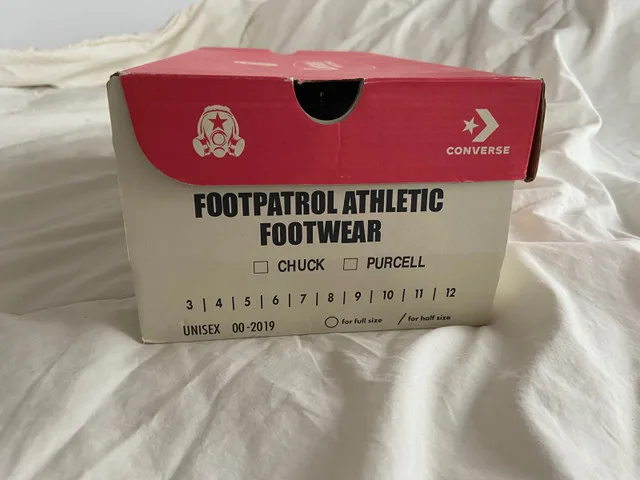 CONVERSE
FOOTPATROL ATHLETIC
FOOTWEAR
☐ CHUCK ☐ PURCELL
3 | 4 | 5 | 6 | 7 | 8 | 9 | 10 | 11 | 12
UNISEX 00-2019 ◯ for full size / for half size